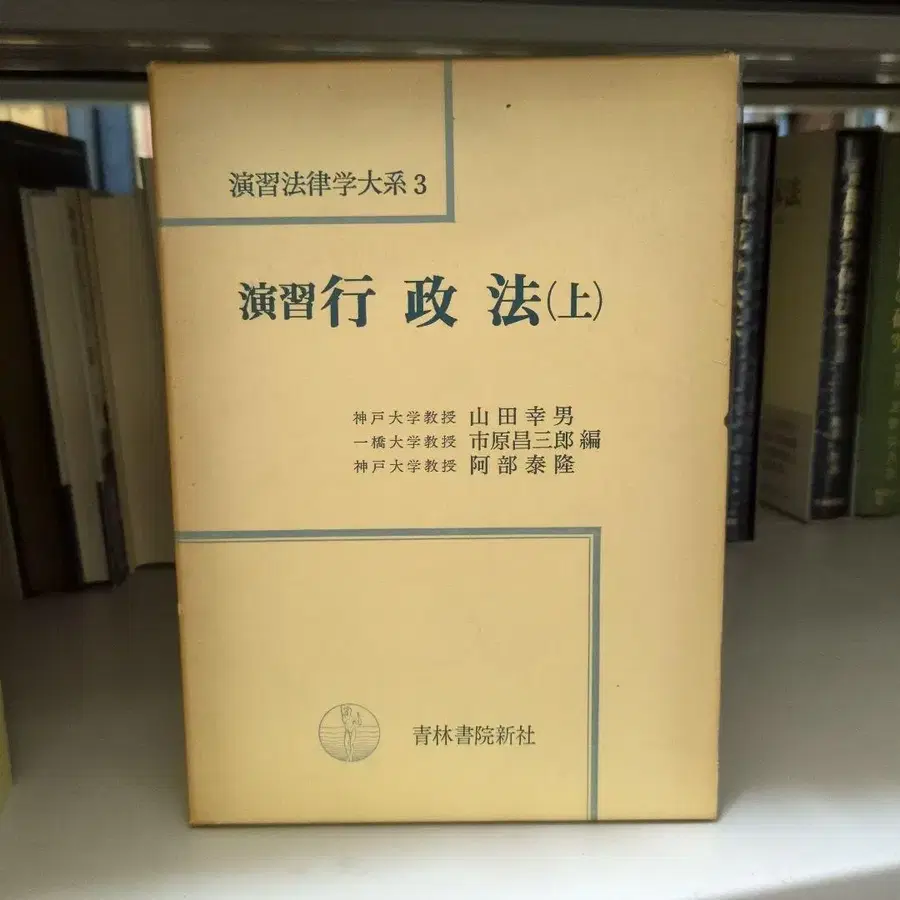 演習法律学大系3
演習行政法(上)
神戸大学教授 山田幸男
一橋大学教授 市原昌三郎編
神戸大学教授 阿部泰隆
青林書院新社